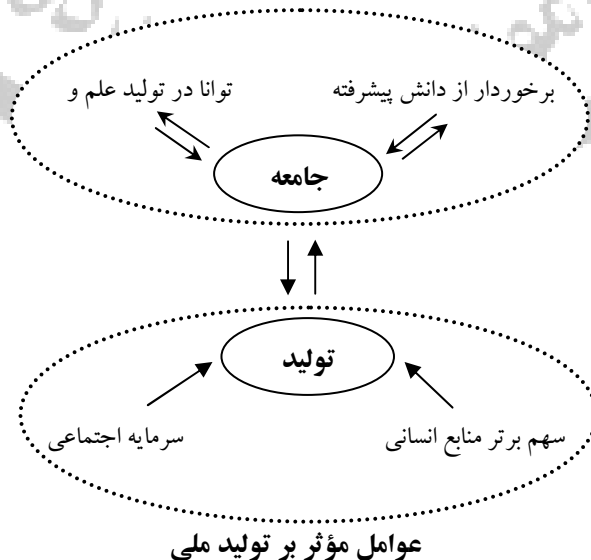 برخوردار از دانش پیشرفته
توانا در تولید علم و
جامعه
تولید
سهم برتر منابع انسانی
سرمایه اجتماعی
عوامل مؤثر بر تولید ملی